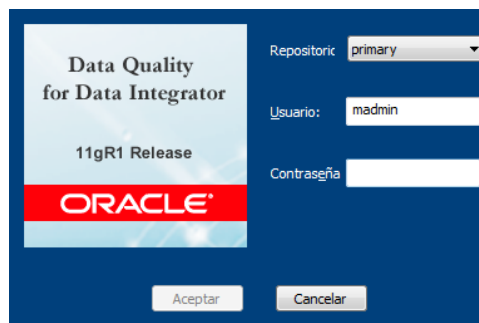 Data Quality
for Data Integrator
11gR1 Release
ORACLE®
Repositoric primary
Usuario: madmin
Contraseña
Aceptar Cancelar